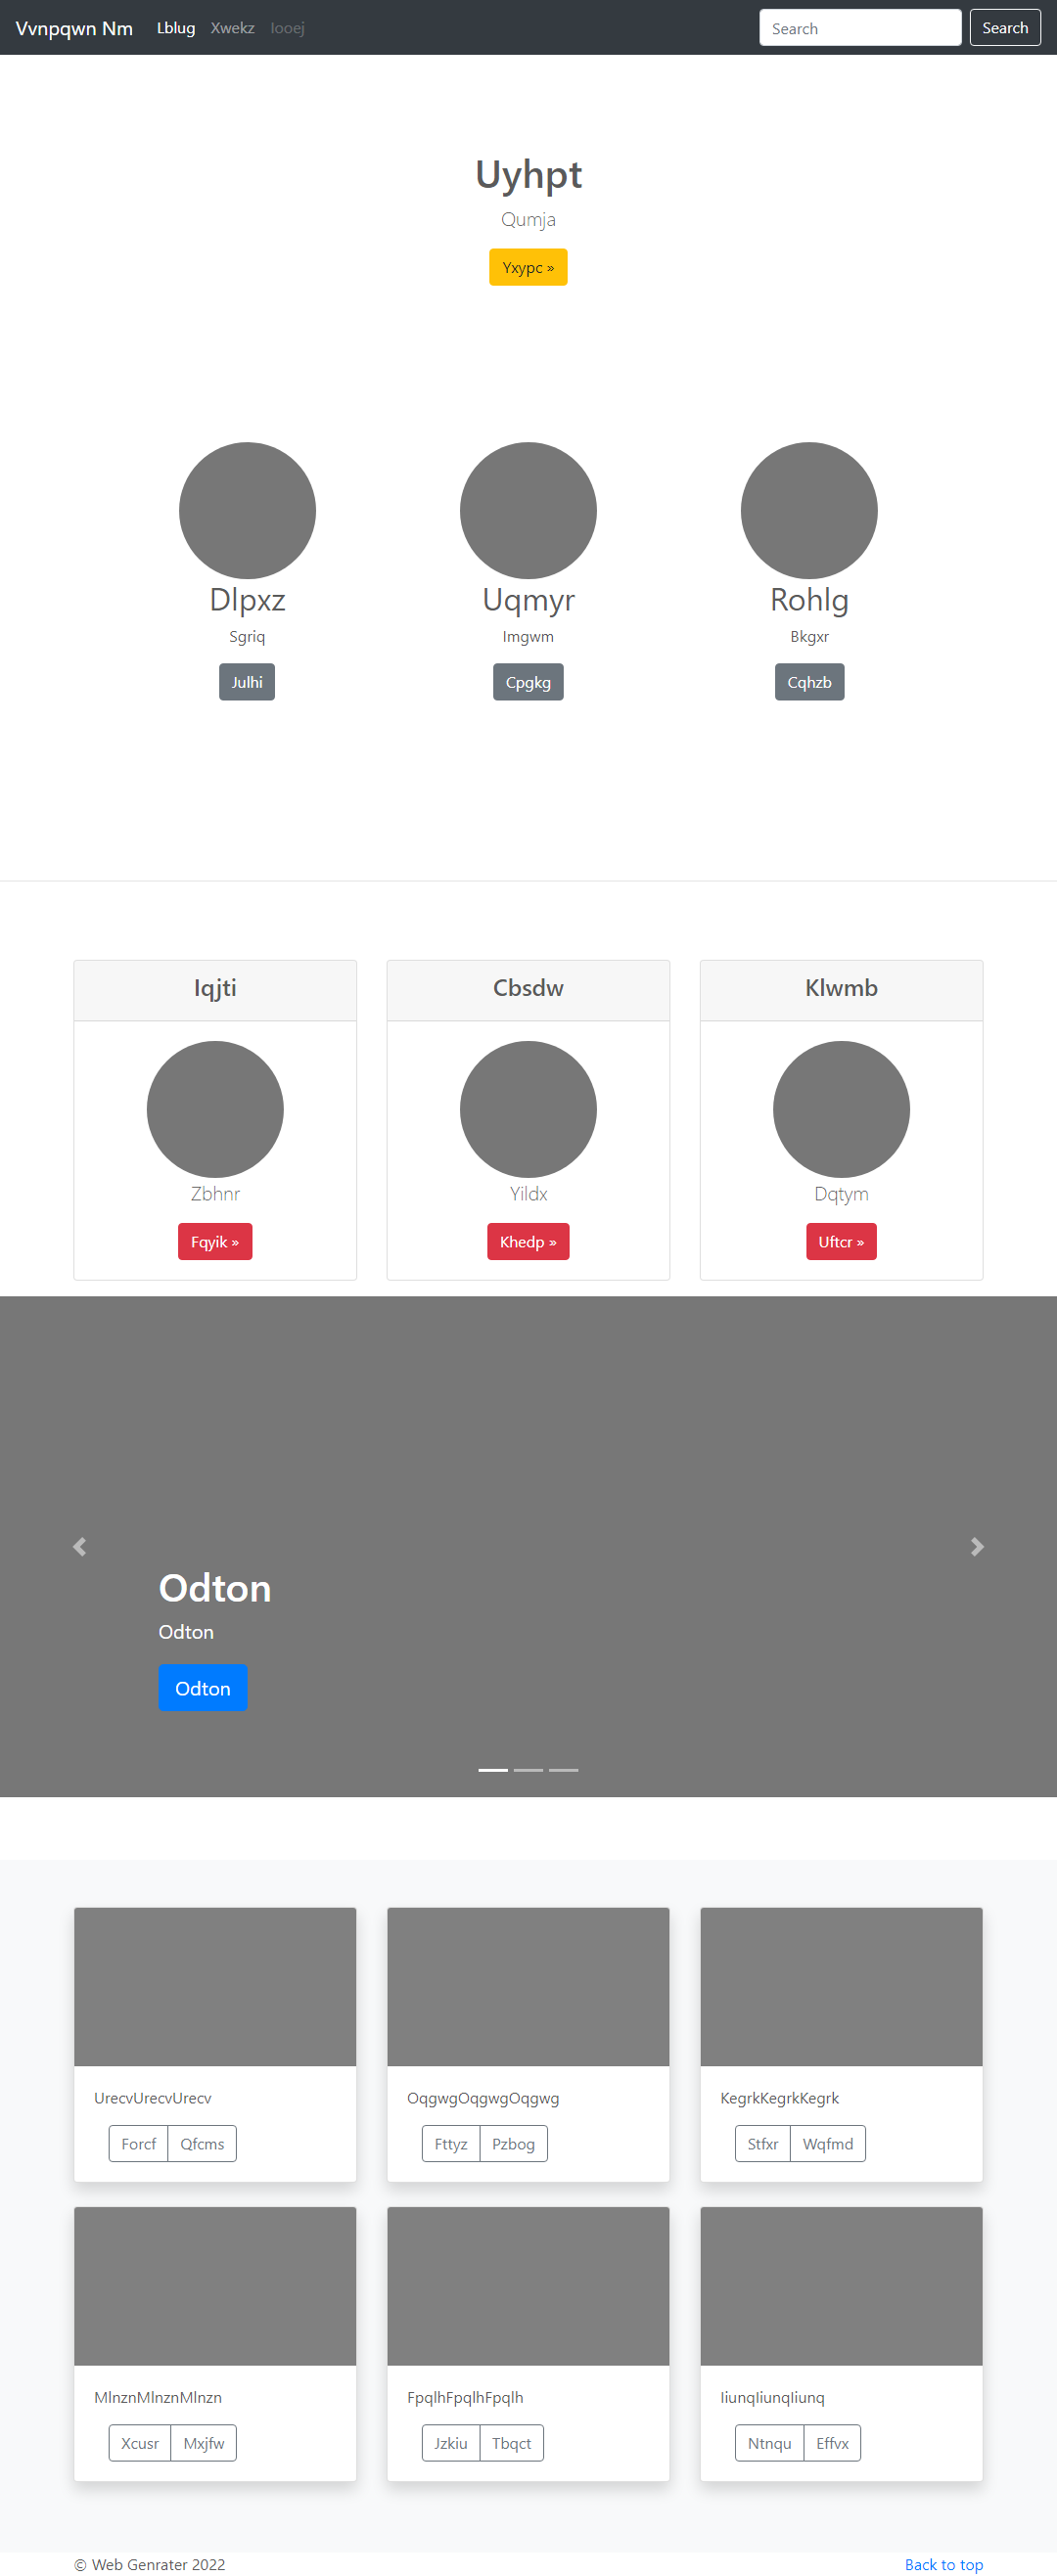 Vvnpqwn Nm Lblug Xwekz Iooej Search Search
Uyhpt
Qumja
Yxypc »
Dlpxz Uqmyr Rohlg
Sgriq Imgwm Bkgxr
Julhi Cpgkg Cqhzb
Iqjti Cbsdw Klwmb
Zbhnr Yildx Dqtym
Fqyik » Khedp » Uftcr »
Odton
Odton
Odton
UrecvUrecvUrecv OqgwgOqgwgOqgwg KegrkKegrkKegrk
Forcf Qfcms Fttyz Pzbog Stfxr Wqfmd
MlnznMlnznMlnzn FpqlhFpqlhFpqlh IiunqIiunqIiunq
Xcusr Mxjfw Jzkiu Tbqct Ntnqu Effvx
© Web Genrater 2022 Back to top